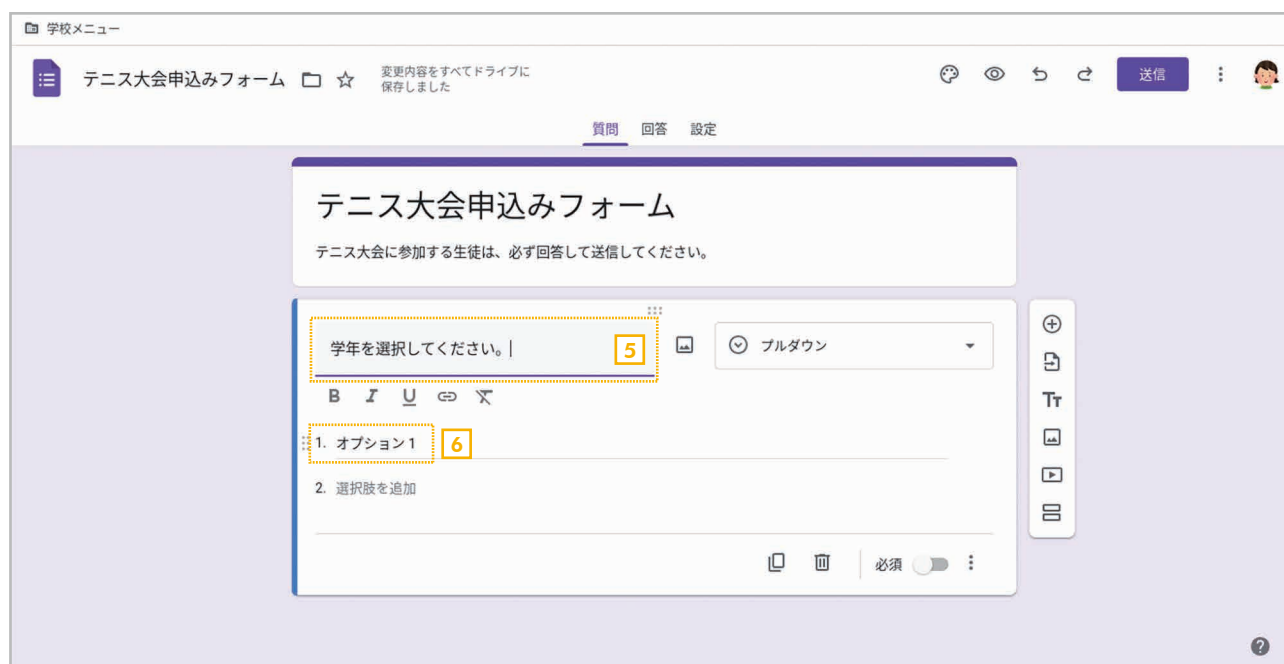 学校メニュー
テニス大会申込みフォーム
変更内容をすべてドライブに
保存しました
送信
質問 回答 設定
テニス大会申込みフォーム
テニス大会に参加する生徒は、必ず回答して送信してください。
学年を選択してください。
5
プルダウン
B I U
Tт
1. オプション1
6
2. 選択肢を追加
必須